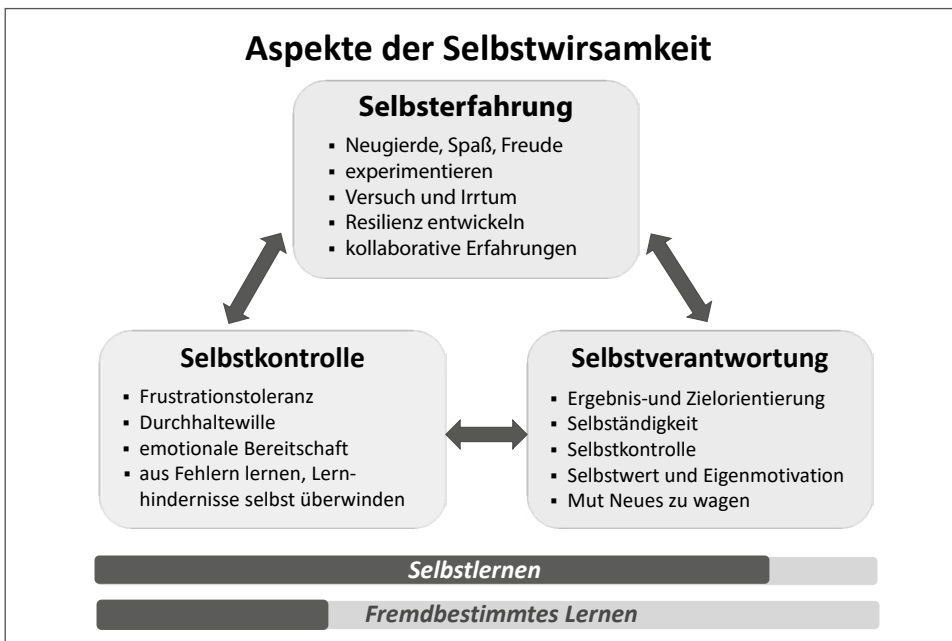 Aspekte der Selbstwirsamkeit
Selbsterfahrung
▪ Neugierde, Spaß, Freude
▪ experimentieren
▪ Versuch und Irrtum
▪ Resilienz entwickeln
▪ kollaborative Erfahrungen
Selbstkontrolle
▪ Frustrationstoleranz
▪ Durchhaltewille
▪ emotionale Bereitschaft
▪ aus Fehlern lernen, Lern-
hindernisse selbst überwinden
Selbstverantwortung
▪ Ergebnis-und Zielorientierung
▪ Selbständigkeit
▪ Selbstkontrolle
▪ Selbstwert und Eigenmotivation
▪ Mut Neues zu wagen
Selbstlernen
Fremdbestimmtes Lernen